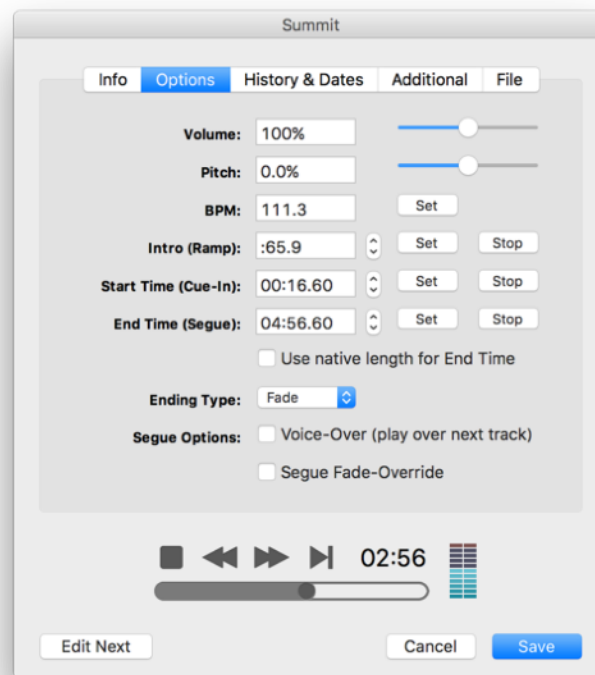 Summit
Info Options History & Dates Additional File
Volume: 100%
Pitch: 0.0%
BPM: 111.3 Set
Intro (Ramp): :65.9 Set Stop
Start Time (Cue-In): 00:16.60 Set Stop
End Time (Segue): 04:56.60 Set Stop
Use native length for End Time
Ending Type: Fade
Segue Options: Voice-Over (play over next track)
Segue Fade-Override
02:56
Edit Next Cancel Save